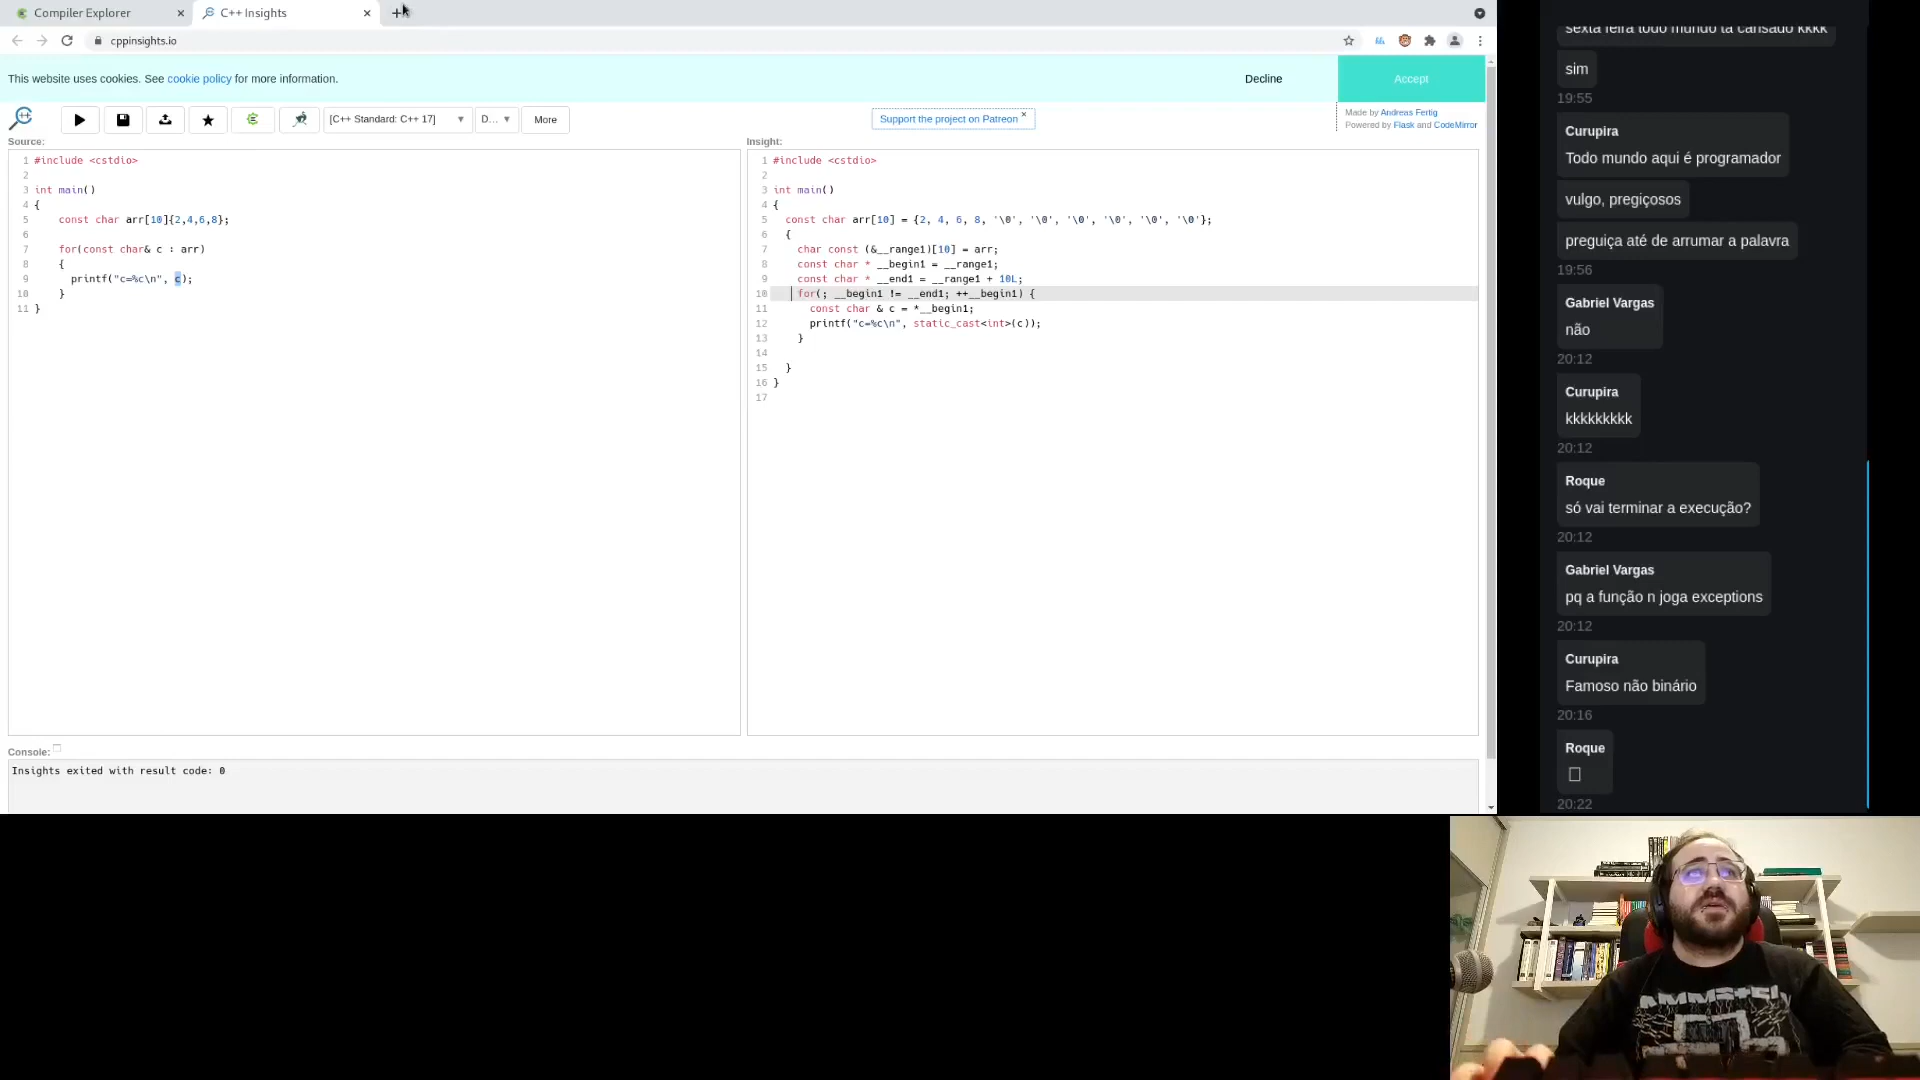 Compiler Explorer
C++ Insights
cppinsights.io
This website uses cookies. See cookie policy for more information.
Decline
Accept
[C++ Standard: C++ 17]
D...
More
Support the project on Patreon
×
Made by Andreas Fertig
Powered by Flask and CodeMirror
Source:
1 #include <cstdio>
2
3 int main()
4 {
5 const char arr[10]{2,4,6,8};
6
7 for(const char& c : arr)
8 {
9 printf("c=%c\n", c);
10 }
11 }
Insight:
1 #include <cstdio>
2
3 int main()
4 {
5 const char arr[10] = {2, 4, 6, 8, '\0', '\0', '\0', '\0', '\0', '\0'};
6 {
7 char const (&__range1)[10] = arr;
8 const char * __begin1 = __range1;
9 const char * __end1 = __range1 + 10L;
10 for(; __begin1 != __end1; ++__begin1) {
11 const char & c = *__begin1;
12 printf("c=%c\n", static_cast<int>(c));
13 }
14
15 }
16 }
17
Console:
Insights exited with result code: 0
sexta feira todo mundo ta cansado kkkk
sim
19:55
Curupira
Todo mundo aqui é programador
vulgo, pregiçosos
preguiça até de arrumar a palavra
19:56
Gabriel Vargas
não
20:12
Curupira
kkkkkkkkk
20:12
Roque
só vai terminar a execução?
20:12
Gabriel Vargas
pq a função n joga exceptions
20:12
Curupira
Famoso não binário
20:16
Roque
20:22